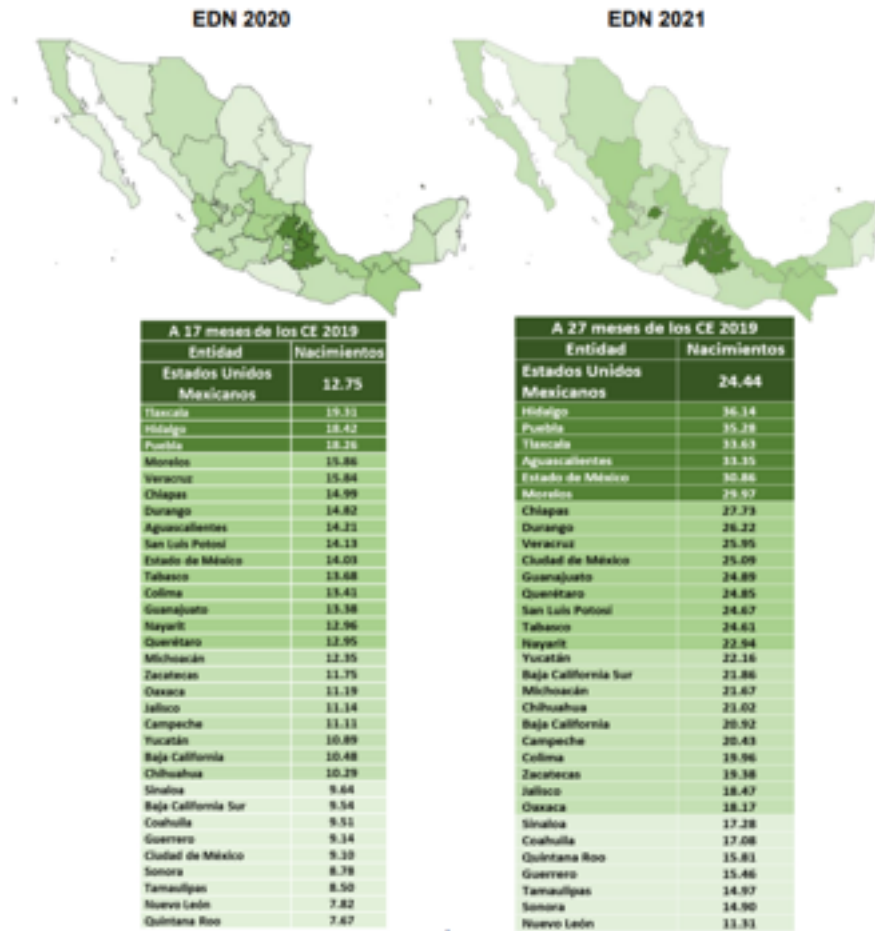 EDN 2020
EDN 2021
A 17 meses de los CE 2019
Entidad Nacimientos
Estados Unidos Mexicanos 12.75
Tlaxcala 19.31
Hidalgo 18.42
Puebla 18.26
Morelos 15.86
Veracruz 15.84
Chiapas 14.99
Durango 14.82
Aguascalientes 14.21
San Luis Potosí 14.13
Estado de México 14.03
Tabasco 13.68
Colima 13.41
Guanajuato 13.38
Nayarit 12.96
Querétaro 12.95
Michoacán 12.35
Zacatecas 11.75
Oaxaca 11.19
Jalisco 11.14
Campeche 11.11
Yucatán 10.89
Baja California 10.48
Chihuahua 10.29
Sinaloa 9.64
Baja California Sur 9.54
Coahuila 9.51
Guerrero 9.14
Ciudad de México 9.10
Sonora 8.78
Tamaulipas 8.50
Nuevo León 7.82
Quintana Roo 7.67
A 27 meses de los CE 2019
Entidad Nacimientos
Estados Unidos Mexicanos 24.44
Hidalgo 36.14
Puebla 35.28
Tlaxcala 33.63
Aguascalientes 33.35
Estado de México 30.86
Morelos 29.97
Chiapas 27.73
Durango 26.22
Veracruz 25.95
Ciudad de México 25.09
Guanajuato 24.89
Querétaro 24.85
San Luis Potosí 24.67
Tabasco 24.61
Nayarit 22.94
Yucatán 22.16
Baja California Sur 21.86
Michoacán 21.67
Chihuahua 21.02
Baja California 20.92
Campeche 20.43
Colima 19.96
Zacatecas 19.38
Jalisco 18.47
Oaxaca 18.17
Sinaloa 17.28
Coahuila 17.08
Quintana Roo 15.81
Guerrero 15.46
Tamaulipas 14.97
Sonora 14.90
Nuevo León 11.31